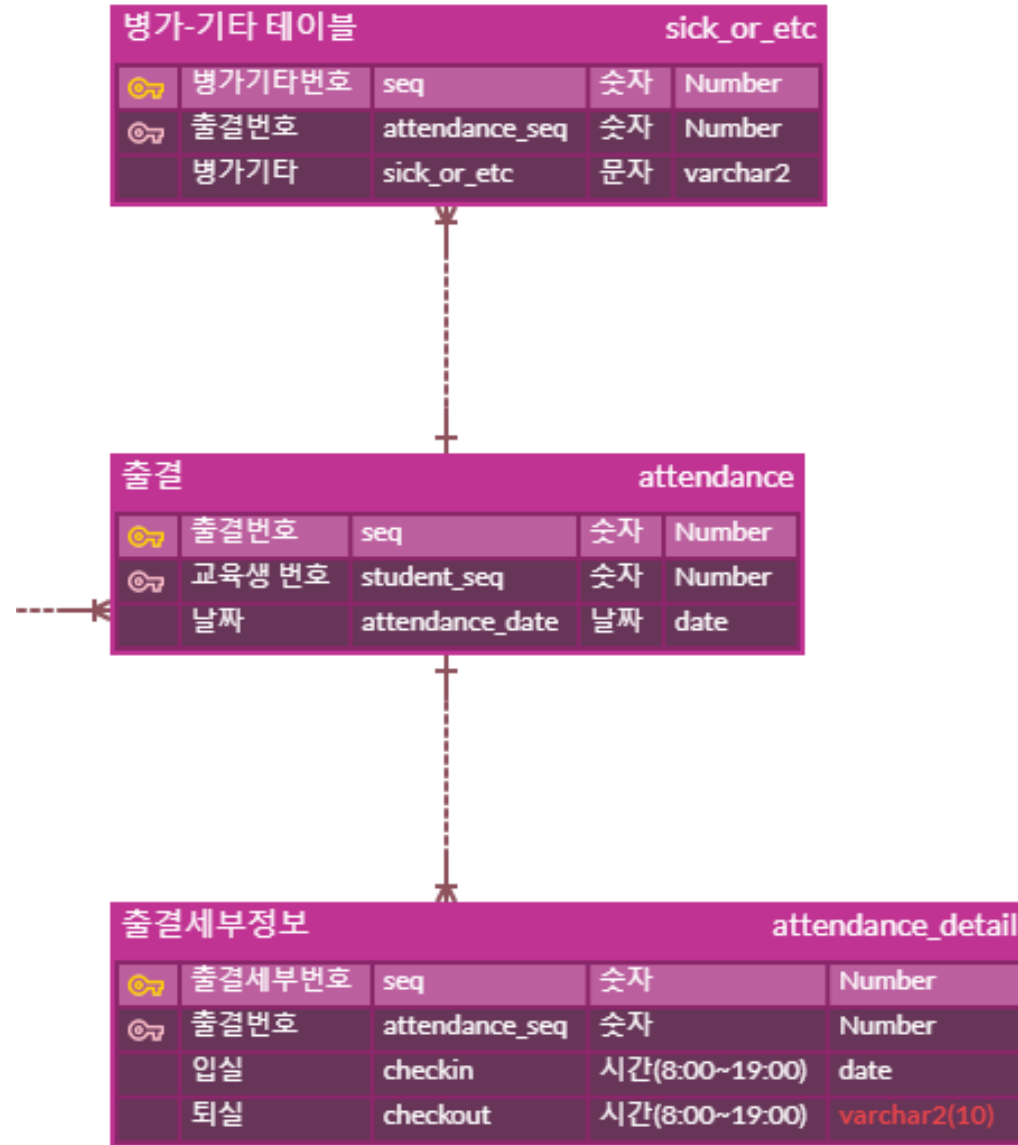 병가-기타 테이블 sick_or_etc
병가기타번호 seq 숫자 Number
출결번호 attendance_seq 숫자 Number
병가기타 sick_or_etc 문자 varchar2
출결 attendance
출결번호 seq 숫자 Number
교육생 번호 student_seq 숫자 Number
날짜 attendance_date 날짜 date
출결세부정보 attendance_detail
출결세부번호 seq 숫자 Number
출결번호 attendance_seq 숫자 Number
입실 checkin 시간(8:00~19:00) date
퇴실 checkout 시간(8:00~19:00) varchar2(10)